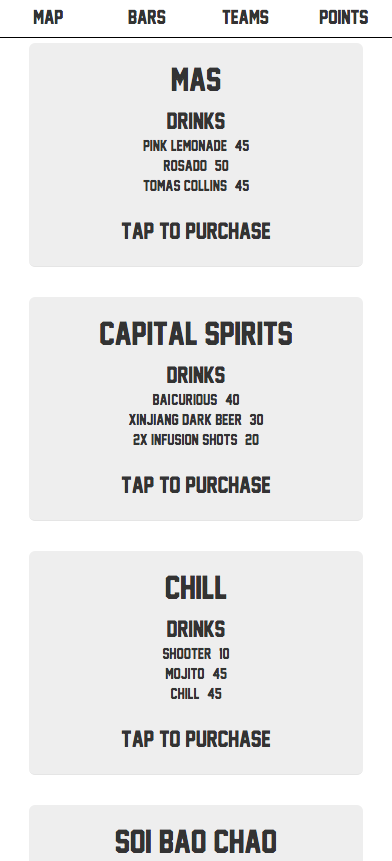 MAP BARS TEAMS POINTS
MAS
DRINKS
PINK LEMONADE 45
ROSADO 50
TOMAS COLLINS 45
TAP TO PURCHASE
CAPITAL SPIRITS
DRINKS
BAICURIOUS 40
XINJIANG DARK BEER 30
2X INFUSION SHOTS 20
TAP TO PURCHASE
CHILL
DRINKS
SHOOTER 10
MOJITO 45
CHILL 45
TAP TO PURCHASE
SOI BAO CHAO